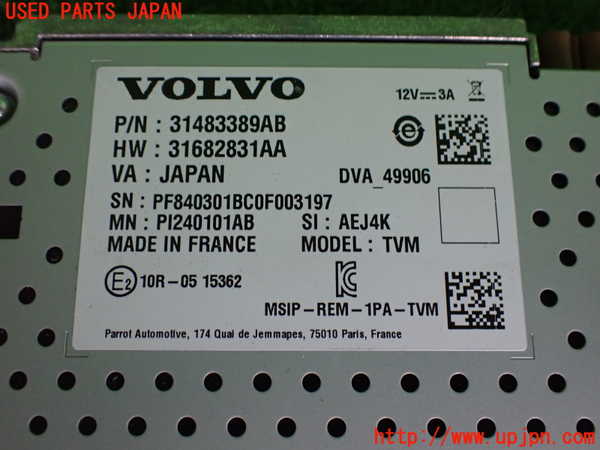 USED PARTS JAPAN
VOLVO
12V 3A
P/N : 31483389AB
HW : 31682831AA
VA : JAPAN
DVA_49906
SN : PF840301BC0F003197
MN : PI240101AB
SI : AEJ4K
MADE IN FRANCE
MODEL : TVM
E2
10R-05 15362
MSIP-REM-1PA-TVM
Parrot Automotive, 174 Quai de Jemmapes, 75010 Paris, France
http://www.upjpn.com/